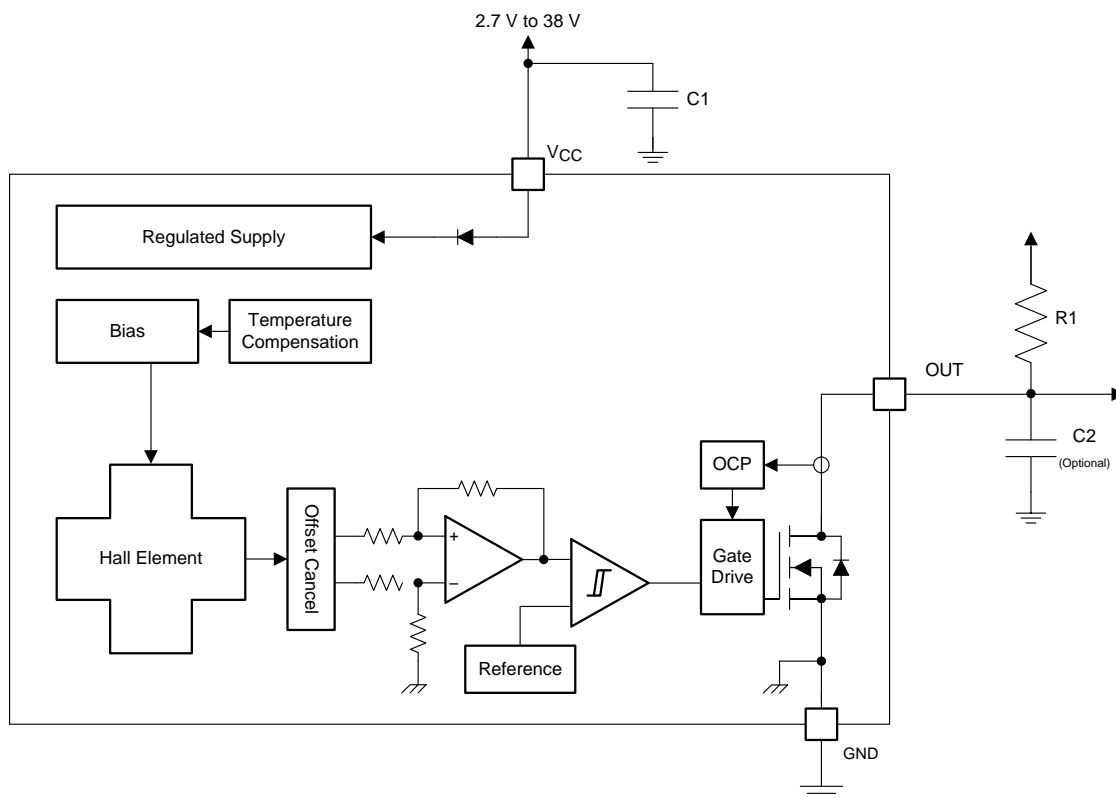 2.7 V to 38 V
C1
VCC
Regulated Supply
Bias
Temperature
Compensation
R1
OUT
C2
(Optional)
OCP
Hall Element
Offset Cancel
+
–
Gate
Drive
Reference
GND